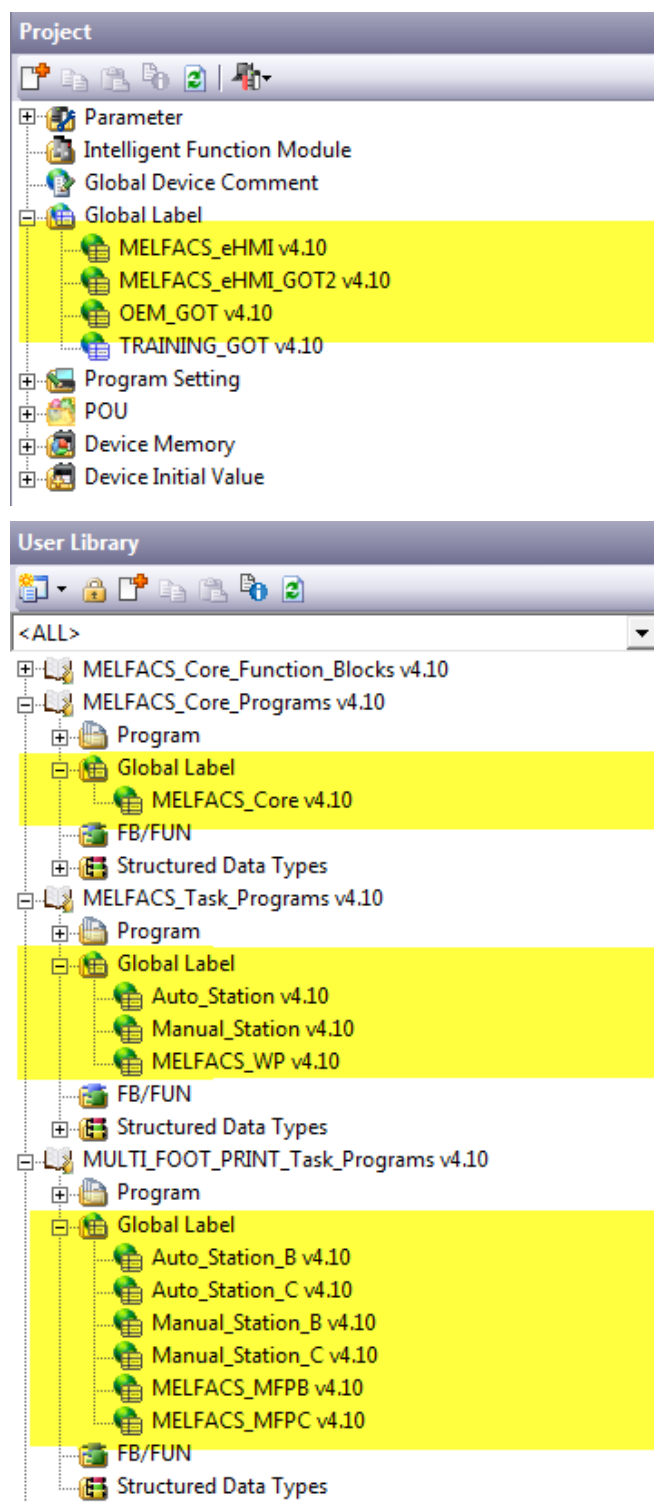 Project
Parameter
Intelligent Function Module
Global Device Comment
Global Label
MELFACS_eHMI v4.10
MELFACS_eHMI_GOT2 v4.10
OEM_GOT v4.10
TRAINING_GOT v4.10
Program Setting
POU
Device Memory
Device Initial Value
User Library
<ALL>
MELFACS_Core_Function_Blocks v4.10
MELFACS_Core_Programs v4.10
Program
Global Label
MELFACS_Core v4.10
FB/FUN
Structured Data Types
MELFACS_Task_Programs v4.10
Program
Global Label
Auto_Station v4.10
Manual_Station v4.10
MELFACS_WP v4.10
FB/FUN
Structured Data Types
MULTI_FOOT_PRINT_Task_Programs v4.10
Program
Global Label
Auto_Station_B v4.10
Auto_Station_C v4.10
Manual_Station_B v4.10
Manual_Station_C v4.10
MELFACS_MFPB v4.10
MELFACS_MFPC v4.10
FB/FUN
Structured Data Types